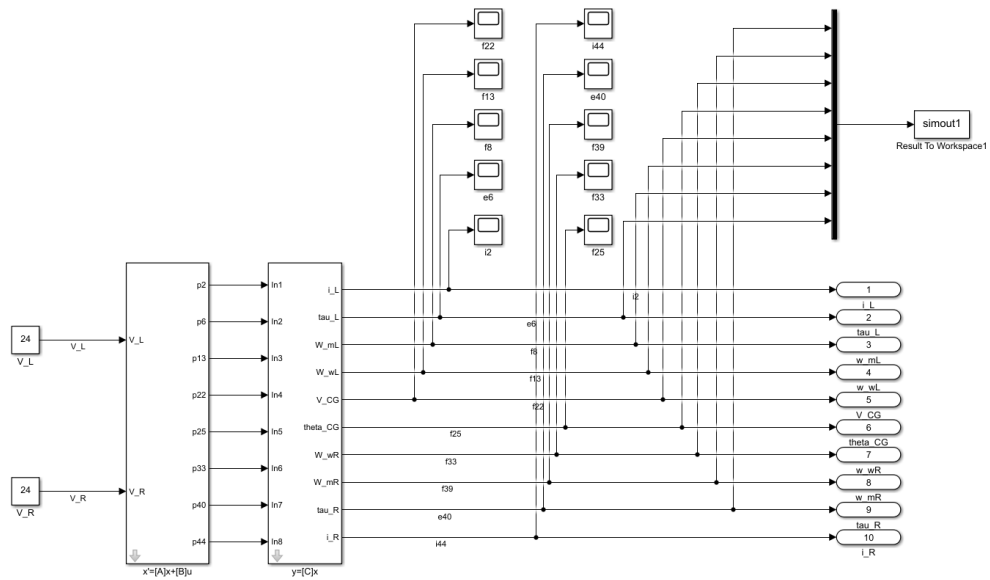 f22
i44
f13
e40
f8
f39
e6
f33
i2
f25
simout1
Result To Workspace1
24
V_L
V_L
24
V_R
V_R
V_L
V_R
p2
p6
p13
p22
p25
p33
p40
p44
x'=[A]x+[B]u
In1
In2
In3
In4
In5
In6
In7
In8
i_L
tau_L
W_mL
W_wL
V_CG
theta_CG
W_wR
W_mR
tau_R
i_R
y=[C]x
i2
e6
f8
f13
f22
f25
f33
f39
e40
i44
1
i_L
2
tau_L
3
w_mL
4
w_wL
5
V_CG
6
theta_CG
7
w_wR
8
w_mR
9
tau_R
10
i_R